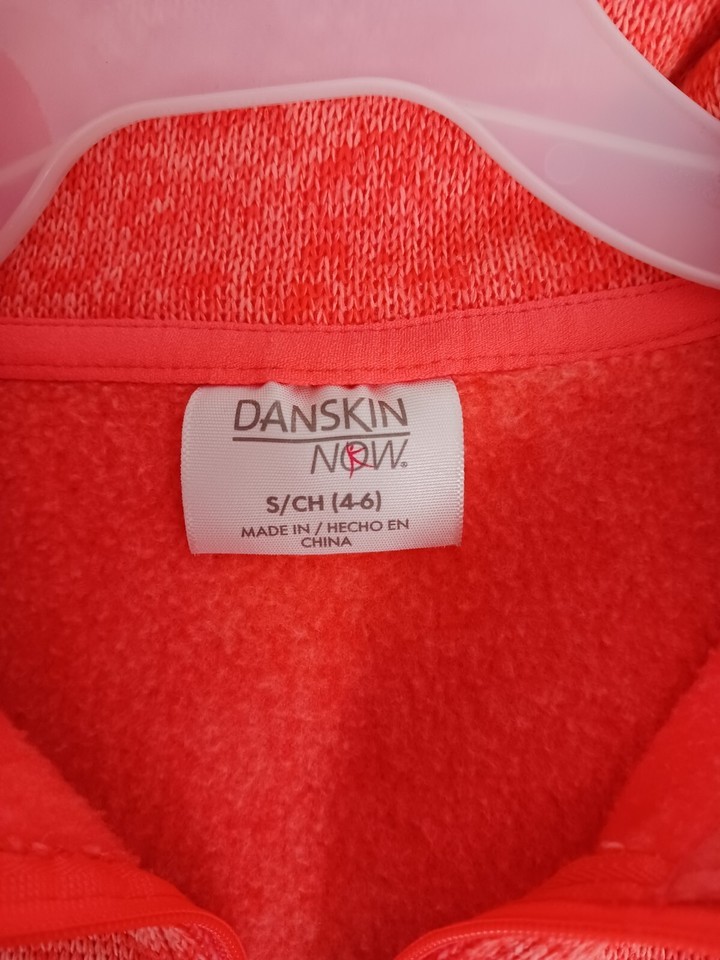 DANSKIN
NOW®
S/CH (4-6)
MADE IN / HECHO EN
CHINA